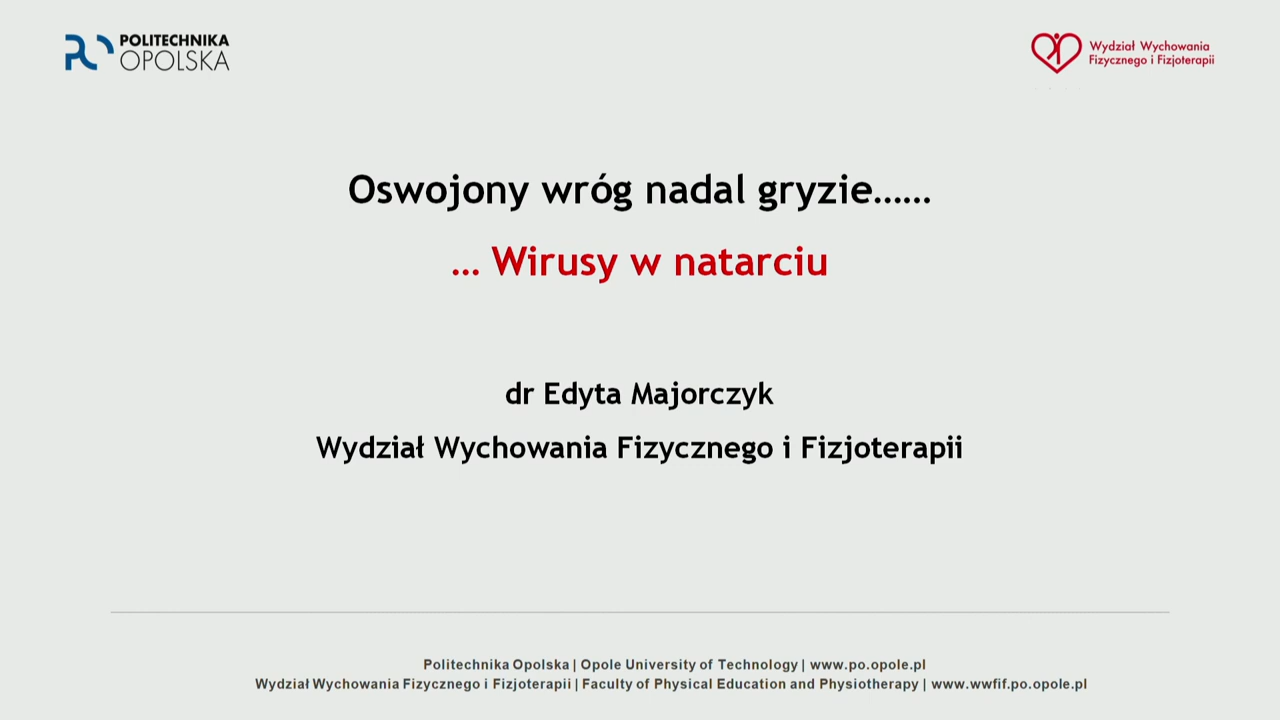 POLITECHNIKA
OPOLSKA
Wydział Wychowania
Fizycznego i Fizjoterapii
Oswojony wróg nadal gryzie......
... Wirusy w natarciu
dr Edyta Majorczyk
Wydział Wychowania Fizycznego i Fizjoterapii
Politechnika Opolska | Opole University of Technology | www.po.opole.pl
Wydział Wychowania Fizycznego i Fizjoterapii | Faculty of Physical Education and Physiotherapy | www.wwfif.po.opole.pl